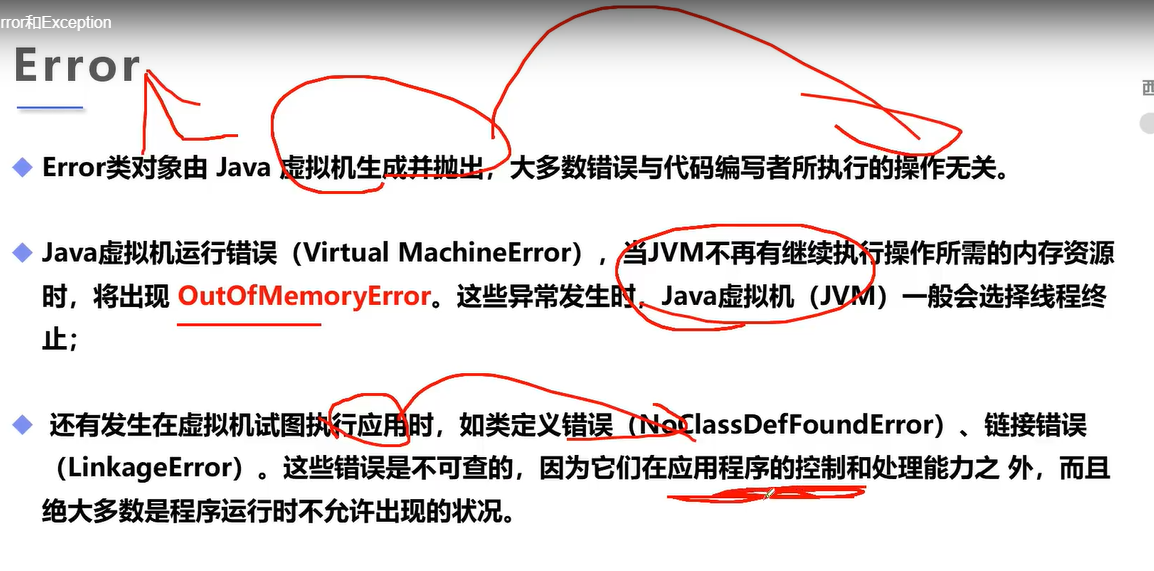 rror和Exception
Error
西
Error类对象由 Java 虚拟机生成并抛出，大多数错误与代码编写者所执行的操作无关。
Java虚拟机运行错误（Virtual MachineError），当JVM不再有继续执行操作所需的内存资源
时，将出现 OutOfMemoryError。这些异常发生时，Java虚拟机（JVM）一般会选择线程终
止；
还有发生在虚拟机试图执行应用时，如类定义错误（NoClassDefFoundError）、链接错误
（LinkageError）。这些错误是不可查的，因为它们在应用程序的控制和处理能力之 外，而且
绝大多数是程序运行时不允许出现的状况。